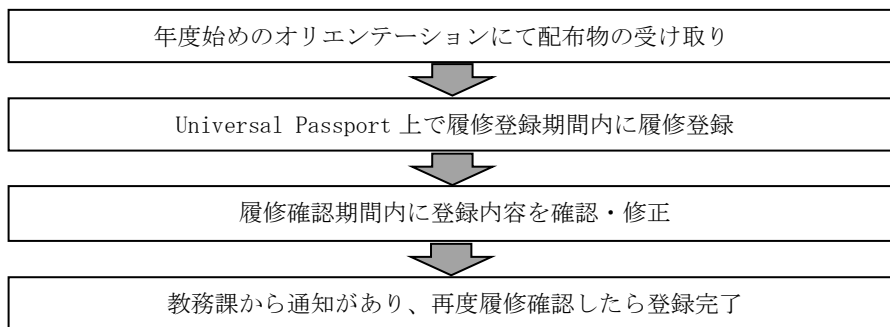 年度始めのオリエンテーションにて配布物の受け取り
Universal Passport 上で履修登録期間内に履修登録
履修確認期間内に登録内容を確認・修正
教務課から通知があり、再度履修確認したら登録完了